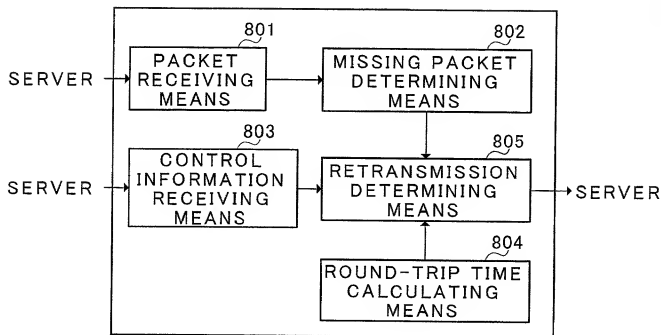 801
802
PACKET
RECEIVING
MEANS
MISSING PACKET
DETERMINING
MEANS
SERVER
803
805
CONTROL
INFORMATION
RECEIVING
MEANS
RETRANSMISSION
DETERMINING
MEANS
SERVER
SERVER
804
ROUND-TRIP TIME
CALCULATING
MEANS